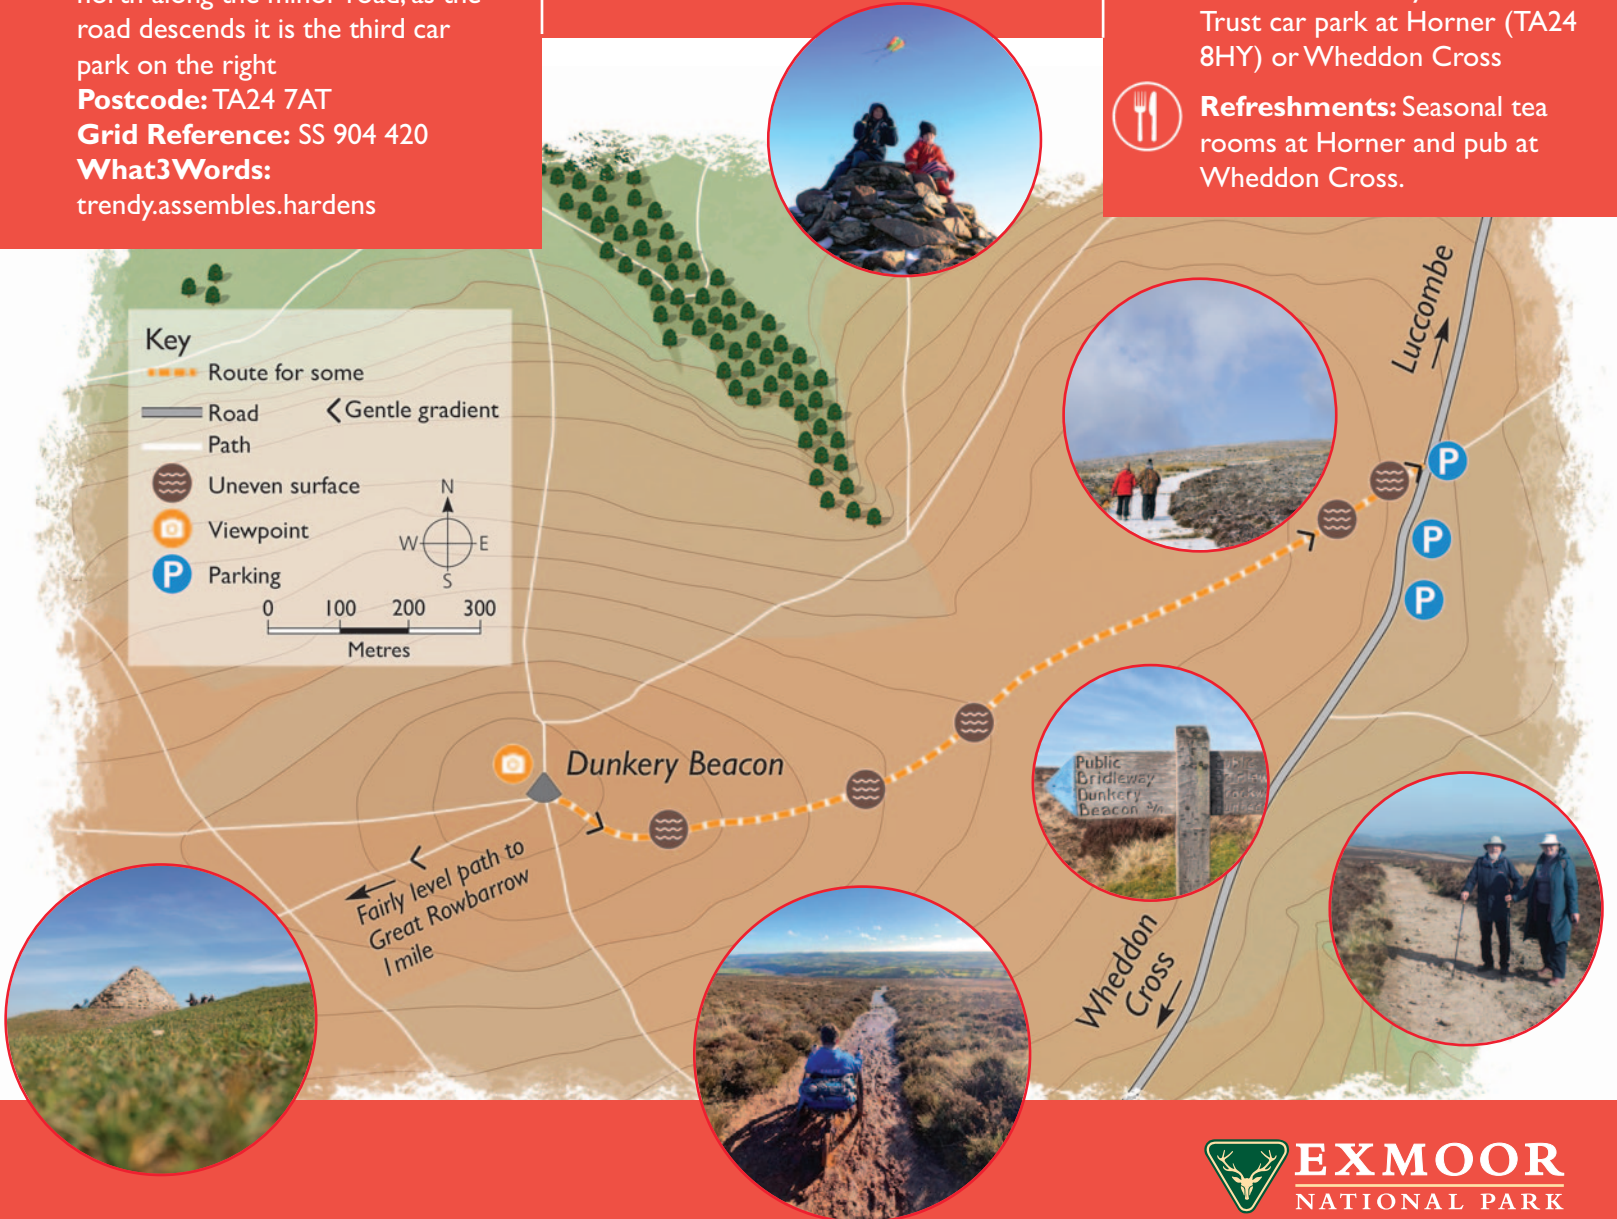 road descends it is the third car
park on the right
Postcode: TA24 7AT
Grid Reference: SS 904 420
What3Words:
trendy.assembles.hardens
Trust car park at Horner (TA24
8HY) or Wheddon Cross
Refreshments: Seasonal tea
rooms at Horner and pub at
Wheddon Cross.
Key
Route for some
Road
Gentle gradient
Path
Uneven surface
Viewpoint
P
Parking
N
W
E
S
0 100 200 300
Metres
Luccombe
P
P
P
Dunkery Beacon
Public
Bridleway
Dunkery
Beacon
Fairly level path to
Great Rowbarrow
1 mile
Wheddon
Cross
EXMOOR
NATIONAL PARK